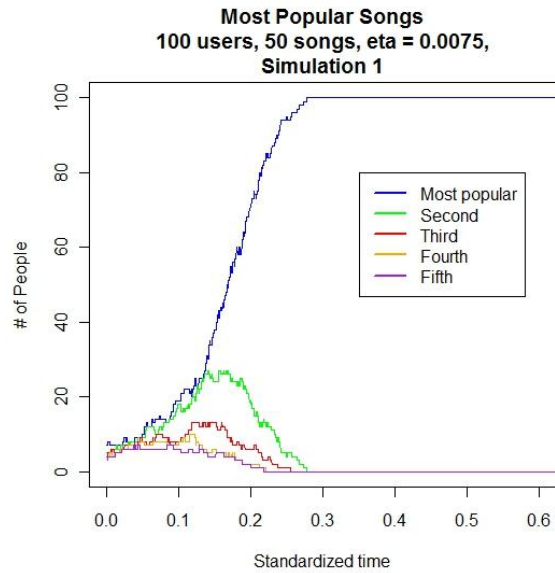 Most Popular Songs
100 users, 50 songs, eta = 0.0075,
Simulation 1
# of People
100
80
60
40
20
0
Most popular
Second
Third
Fourth
Fifth
0.0 0.1 0.2 0.3 0.4 0.5 0.6
Standardized time